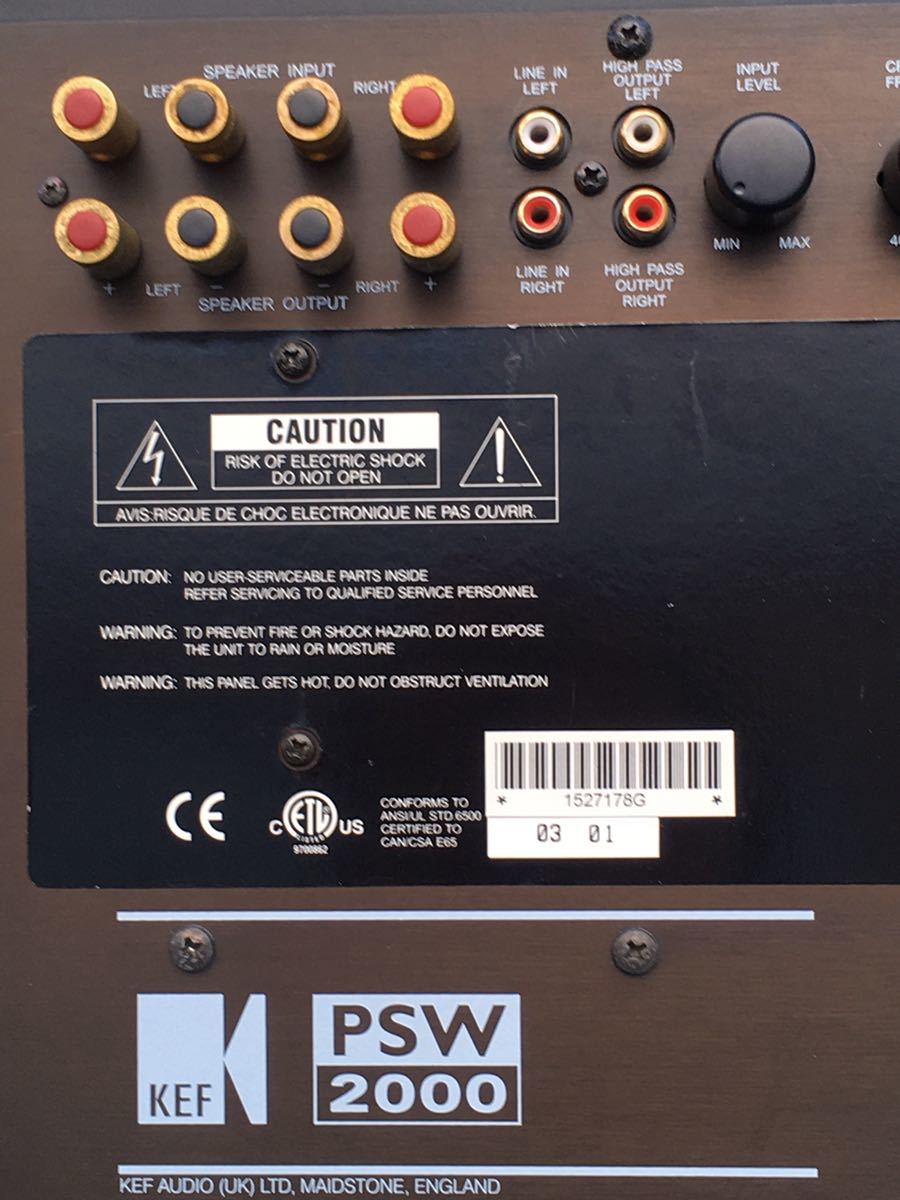 SPEAKER INPUT
LEFT
RIGHT
LINE IN
LEFT
HIGH PASS
OUTPUT
LEFT
INPUT
LEVEL
MIN
MAX
+
LEFT
–
–
RIGHT
+
SPEAKER OUTPUT
LINE IN
RIGHT
HIGH PASS
OUTPUT
RIGHT
CAUTION
RISK OF ELECTRIC SHOCK
DO NOT OPEN
AVIS:RISQUE DE CHOC ELECTRONIQUE NE PAS OUVRIR.
CAUTION: NO USER-SERVICEABLE PARTS INSIDE
REFER SERVICING TO QUALIFIED SERVICE PERSONNEL
WARNING: TO PREVENT FIRE OR SHOCK HAZARD, DO NOT EXPOSE
THE UNIT TO RAIN OR MOISTURE
WARNING: THIS PANEL GETS HOT, DO NOT OBSTRUCT VENTILATION
CE
C ETL US
LISTED
9700862
CONFORMS TO
ANSI/UL STD.6500
CERTIFIED TO
CAN/CSA E65
* 1527178G *
03 01
KEF
PSW
2000
KEF AUDIO (UK) LTD, MAIDSTONE, ENGLAND